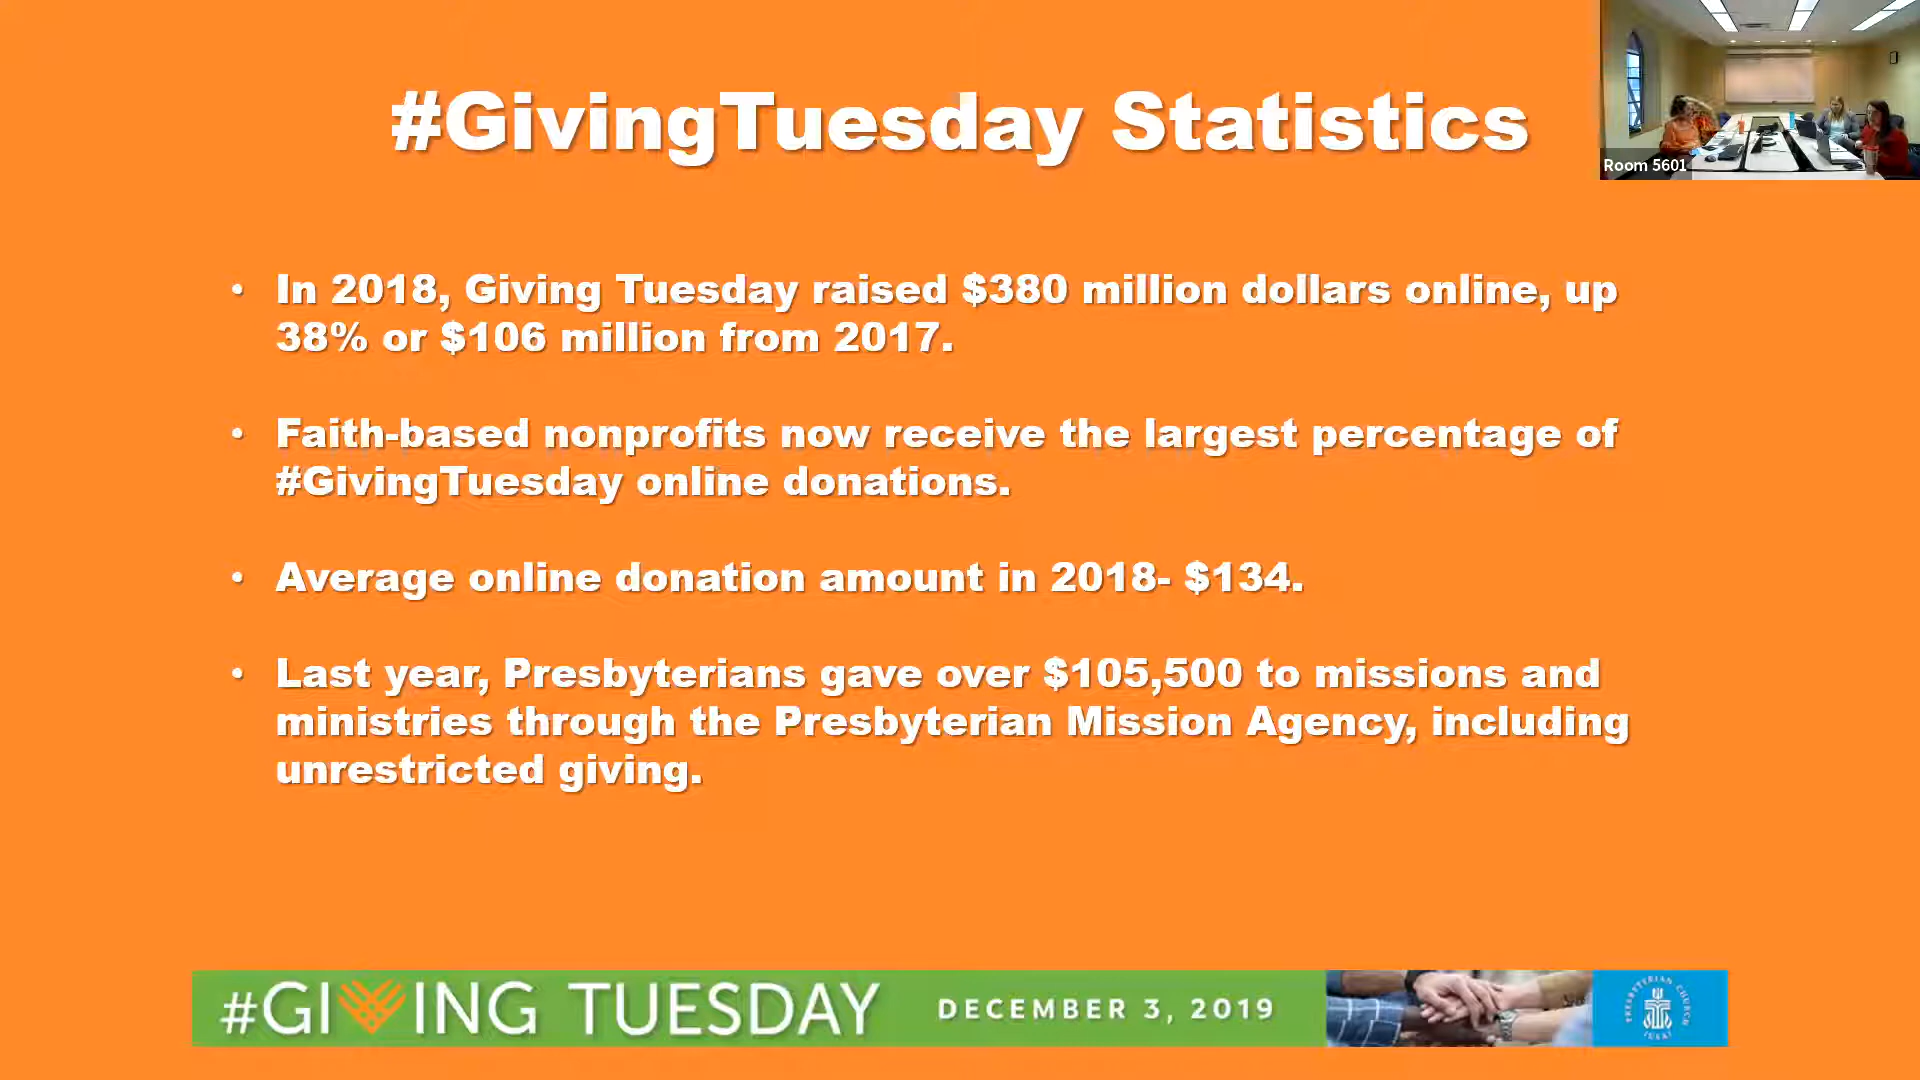 #GivingTuesday Statistics
Room 5601
• In 2018, Giving Tuesday raised $380 million dollars online, up
38% or $106 million from 2017.
• Faith-based nonprofits now receive the largest percentage of
#GivingTuesday online donations.
• Average online donation amount in 2018- $134.
• Last year, Presbyterians gave over $105,500 to missions and
ministries through the Presbyterian Mission Agency, including
unrestricted giving.
#GIVING TUESDAY DECEMBER 3, 2019
PRESBYTERIAN CHURCH (U.S.A.)